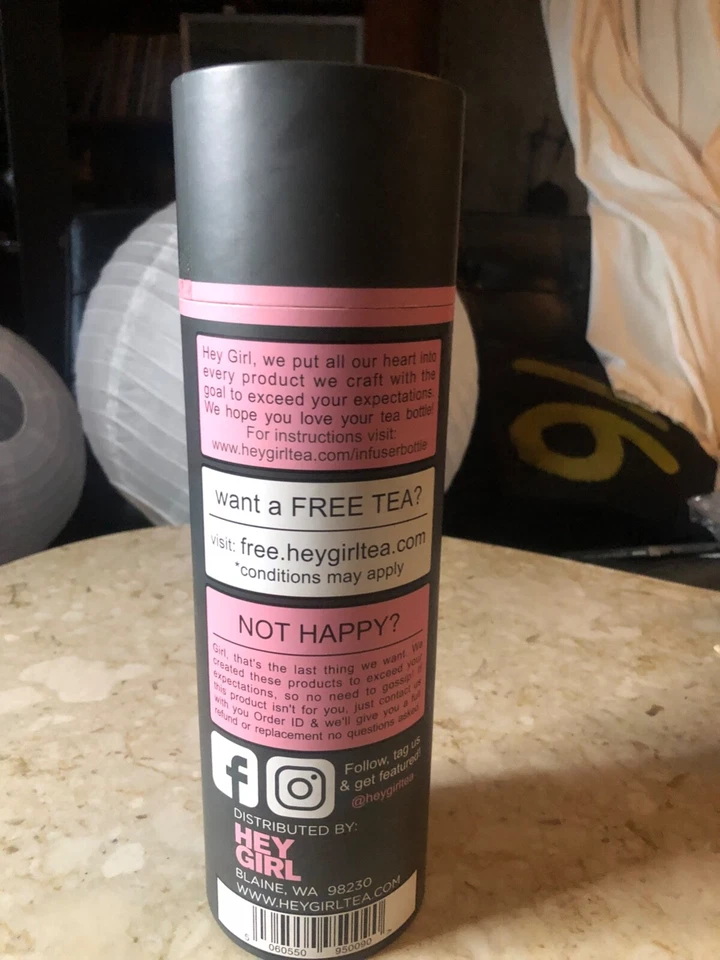 Hey Girl, we put all our heart into
every product we craft with the
goal to exceed your expectations.
We hope you love your tea bottle!
For instructions visit:
www.heygirltea.com/infuserbottle
want a FREE TEA?
visit: free.heygirltea.com
*conditions may apply
NOT HAPPY?
Girl, that's the last thing we want. We
created these products to exceed your
expectations, so no need to gossip if
this product isn't for you, just contact us
with you Order ID & we'll give you a full
refund or replacement no questions asked.
Follow, tag us
& get featured!
@heygirltea
DISTRIBUTED BY:
HEY
GIRL
BLAINE, WA 98230
WWW.HEYGIRLTEA.COM
5 060550 950090 >